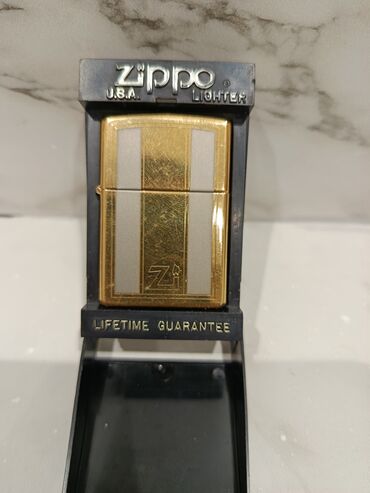 Zippo
U.S.A. LIGHTER
Zi
LIFETIME GUARANTEE